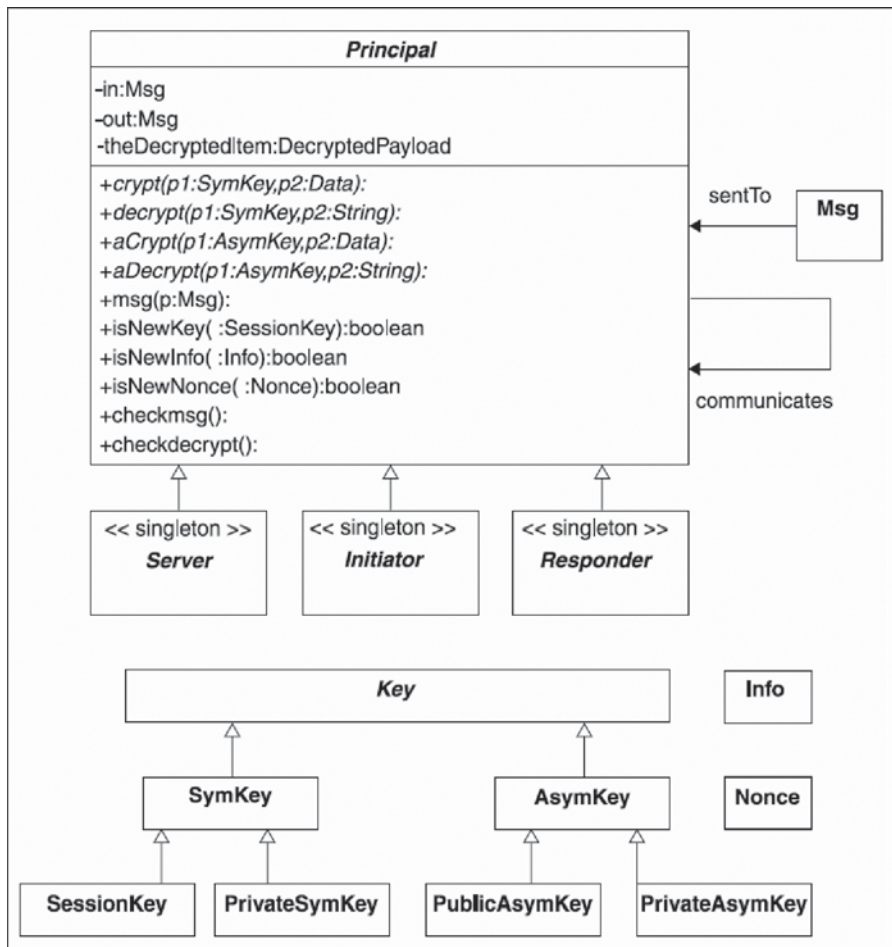 Principal
-in:Msg
-out:Msg
-theDecryptedItem:DecryptedPayload
+crypt(p1:SymKey,p2:Data):
+decrypt(p1:SymKey,p2:String):
+aCrypt(p1:AsymKey,p2:Data):
+aDecrypt(p1:AsymKey,p2:String):
+msg(p:Msg):
+isNewKey( :SessionKey):boolean
+isNewInfo( :Info):boolean
+isNewNonce( :Nonce):boolean
+checkmsg():
+checkdecrypt():
sentTo
Msg
communicates
<< singleton >>
Server
<< singleton >>
Initiator
<< singleton >>
Responder
Key
Info
SymKey
AsymKey
Nonce
SessionKey
PrivateSymKey
PublicAsymKey
PrivateAsymKey